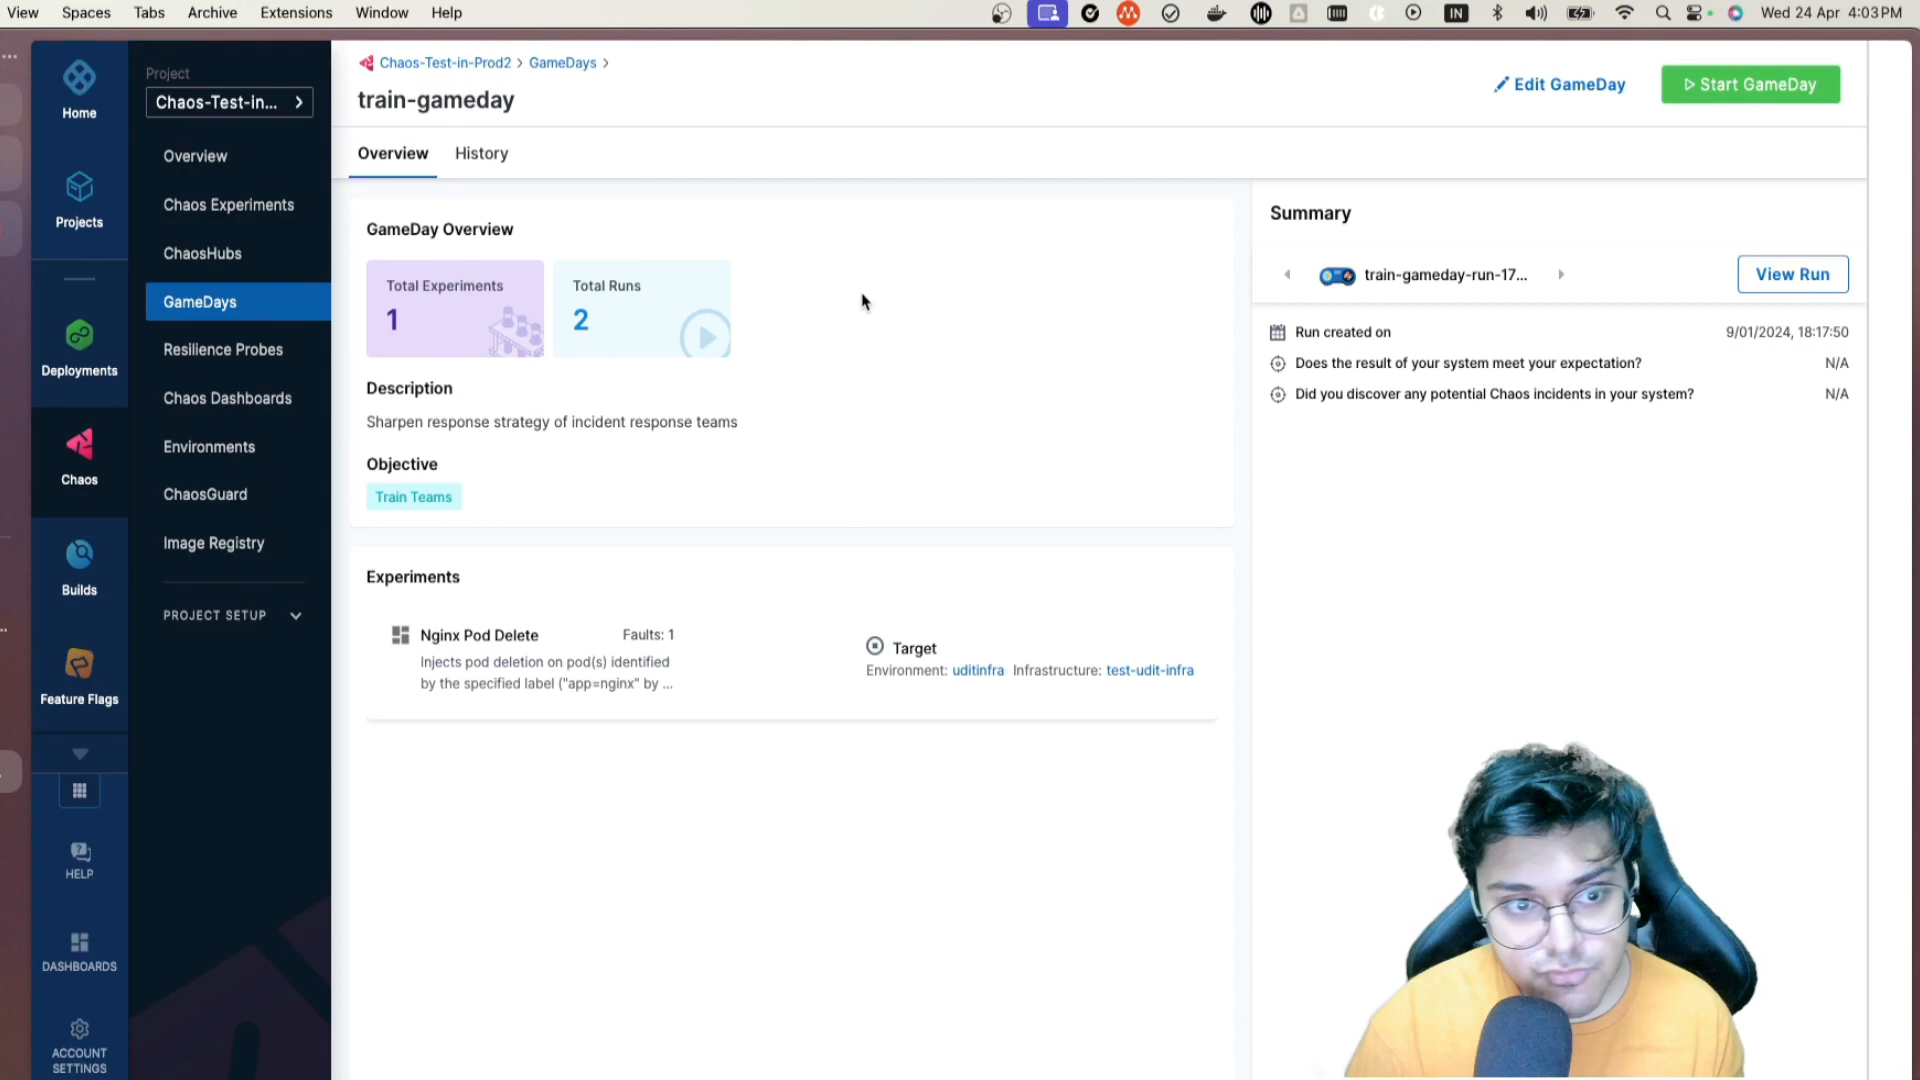 View Spaces Tabs Archive Extensions Window Help
IN
Wed 24 Apr 4:03 PM
Home
Projects
Deployments
Chaos
Builds
Feature Flags
HELP
DASHBOARDS
ACCOUNT
SETTINGS
Project
Chaos-Test-in...
Overview
Chaos Experiments
ChaosHubs
GameDays
Resilience Probes
Chaos Dashboards
Environments
ChaosGuard
Image Registry
PROJECT SETUP
Chaos-Test-in-Prod2 > GameDays >
train-gameday
Edit GameDay
Start GameDay
Overview
History
GameDay Overview
Total Experiments
1
Total Runs
2
Description
Sharpen response strategy of incident response teams
Objective
Train Teams
Experiments
Nginx Pod Delete
Faults: 1
Injects pod deletion on pod(s) identified
by the specified label ("app=nginx" by ...
Target
Environment: uditinfra Infrastructure: test-udit-infra
Summary
train-gameday-run-17...
View Run
Run created on 9/01/2024, 18:17:50
Does the result of your system meet your expectation? N/A
Did you discover any potential Chaos incidents in your system? N/A